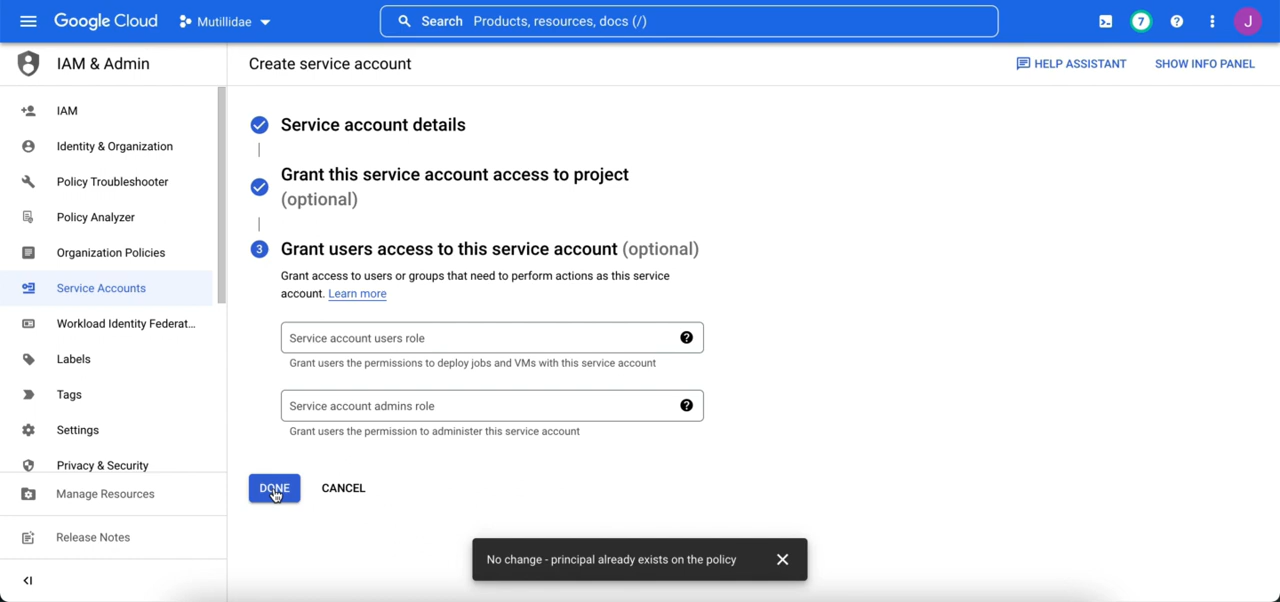 Google Cloud
Mutillidae
Search Products, resources, docs (/)
7
J
IAM & Admin
Create service account
HELP ASSISTANT
SHOW INFO PANEL
IAM
Identity & Organization
Policy Troubleshooter
Policy Analyzer
Organization Policies
Service Accounts
Workload Identity Federat...
Labels
Tags
Settings
Privacy & Security
Manage Resources
Release Notes
Service account details
Grant this service account access to project
(optional)
3 Grant users access to this service account (optional)
Grant access to users or groups that need to perform actions as this service
account. Learn more
Service account users role
Grant users the permissions to deploy jobs and VMs with this service account
Service account admins role
Grant users the permission to administer this service account
DONE
CANCEL
No change - principal already exists on the policy